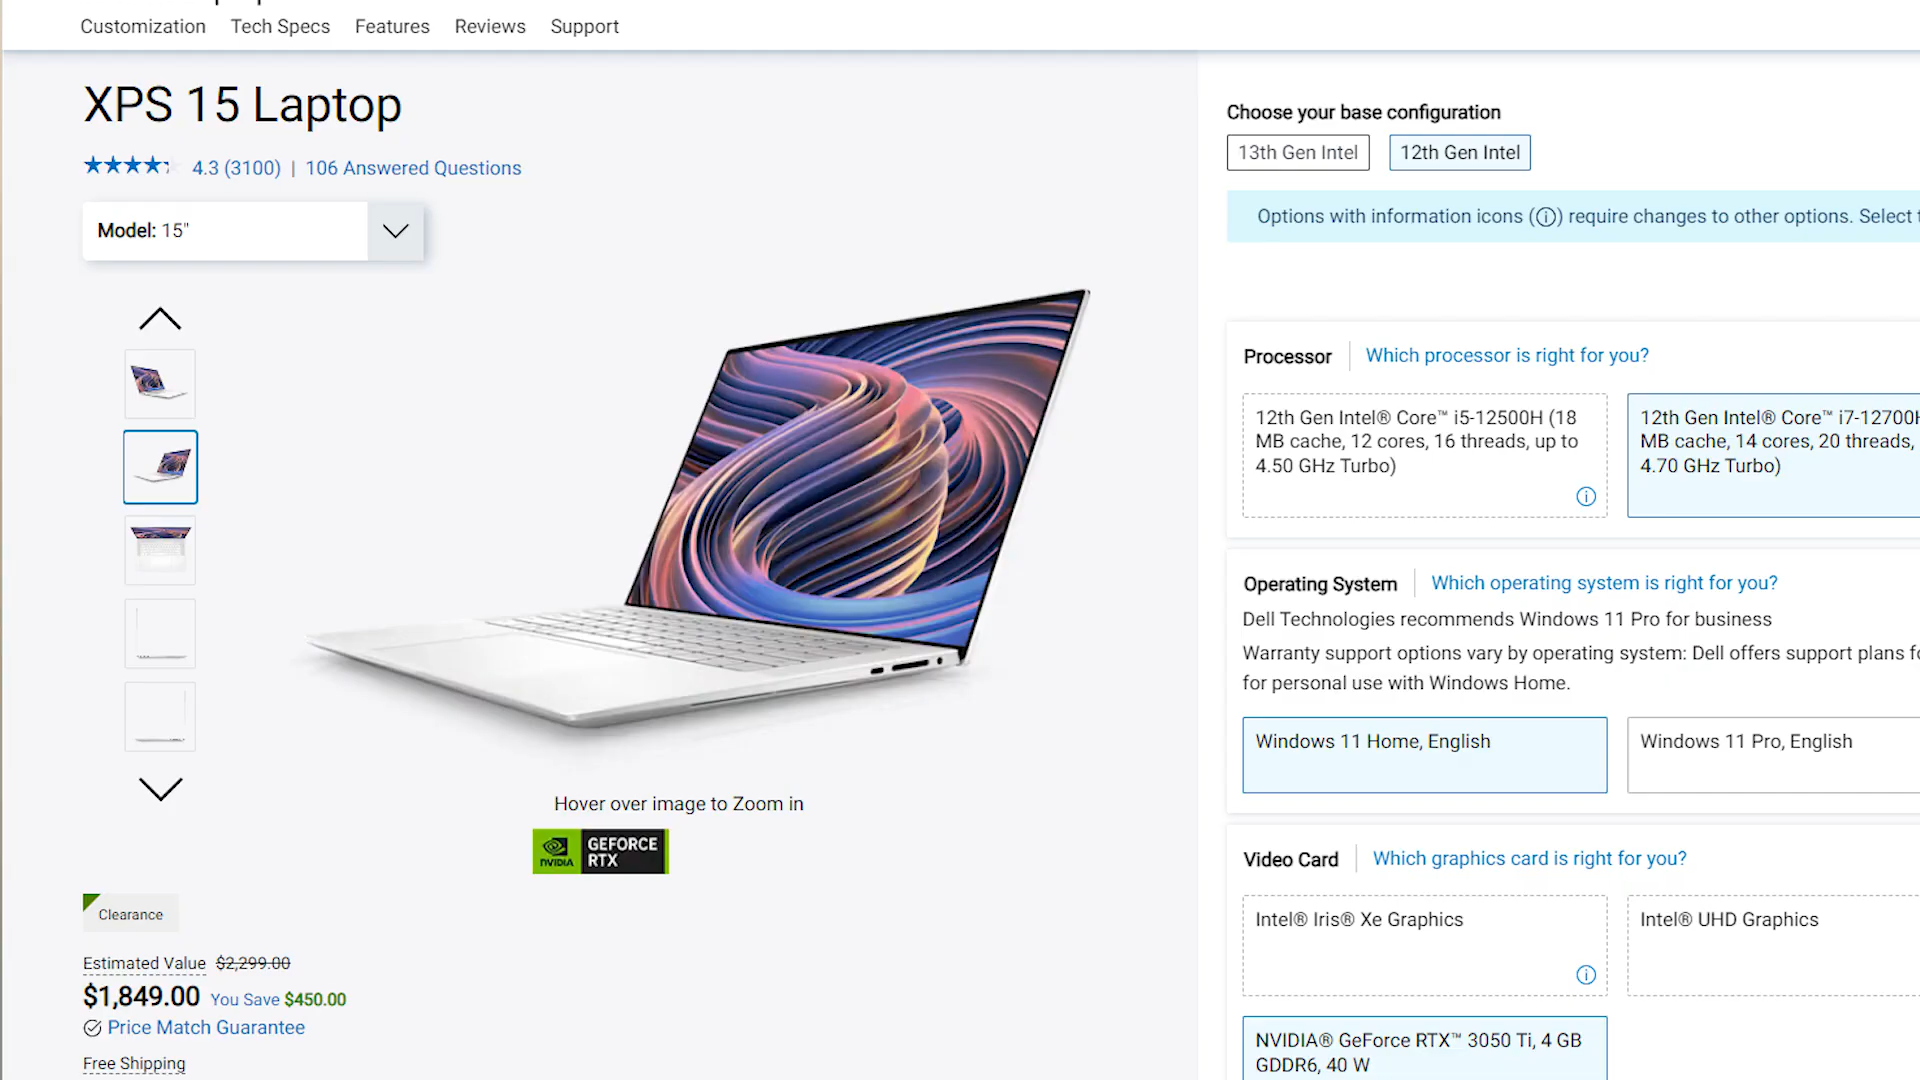 Customization Tech Specs Features Reviews Support
XPS 15 Laptop
4.3 (3100) | 106 Answered Questions
Model: 15"
Hover over image to Zoom in
NVIDIA
GEFORCE
RTX
Clearance
Estimated Value $2,299.00
$1,849.00 You Save $450.00
Price Match Guarantee
Free Shipping
Choose your base configuration
13th Gen Intel 12th Gen Intel
Options with information icons (ⓘ) require changes to other options. Select
Processor Which processor is right for you?
12th Gen Intel® Core™ i5-12500H (18
MB cache, 12 cores, 16 threads, up to
4.50 GHz Turbo)
12th Gen Intel® Core™ i7-12700H
MB cache, 14 cores, 20 threads,
4.70 GHz Turbo)
Operating System Which operating system is right for you?
Dell Technologies recommends Windows 11 Pro for business
Warranty support options vary by operating system: Dell offers support plans
for personal use with Windows Home.
Windows 11 Home, English
Windows 11 Pro, English
Video Card Which graphics card is right for you?
Intel® Iris® Xe Graphics
Intel® UHD Graphics
NVIDIA® GeForce RTX™ 3050 Ti, 4 GB
GDDR6, 40 W